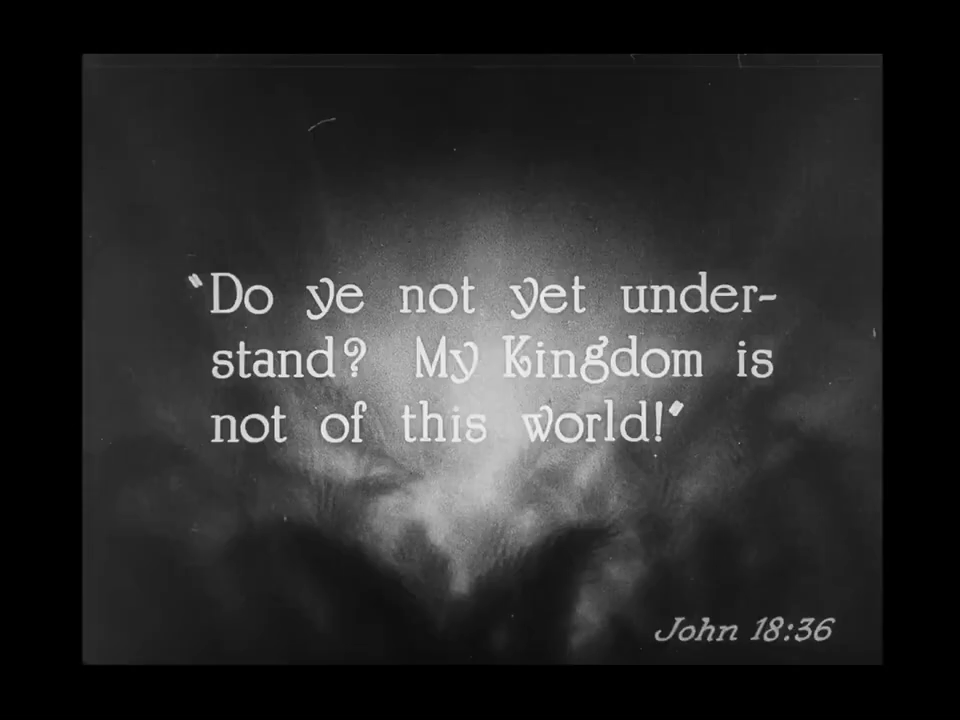 "Do ye not yet under-
stand? My Kingdom is
not of this world!"
John 18:36